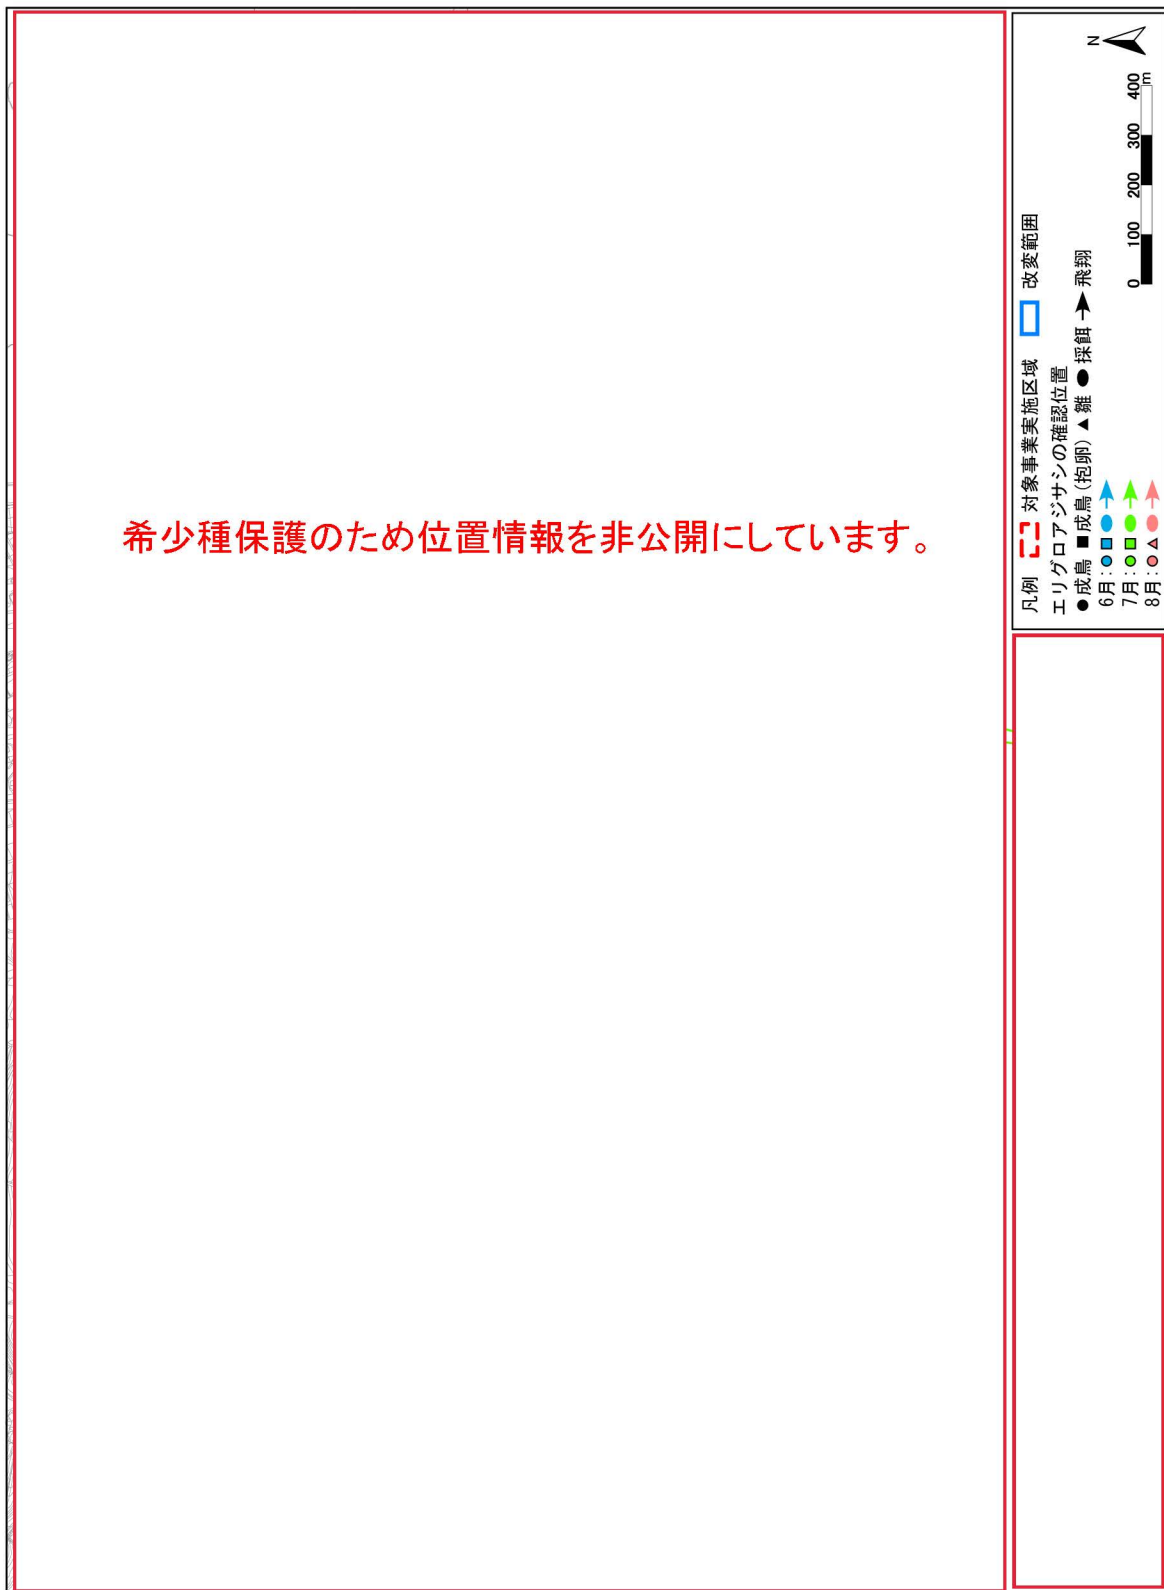 希少種保護のため位置情報を非公開にしています。
凡例 対象事業実施区域 改変範囲
エリグロアジサシの確認位置
●成鳥 ■成鳥(抱卵) ▲雛 ●採餌 → 飛翔
6月:
7月:
8月:
0 100 200 300 400
m
N